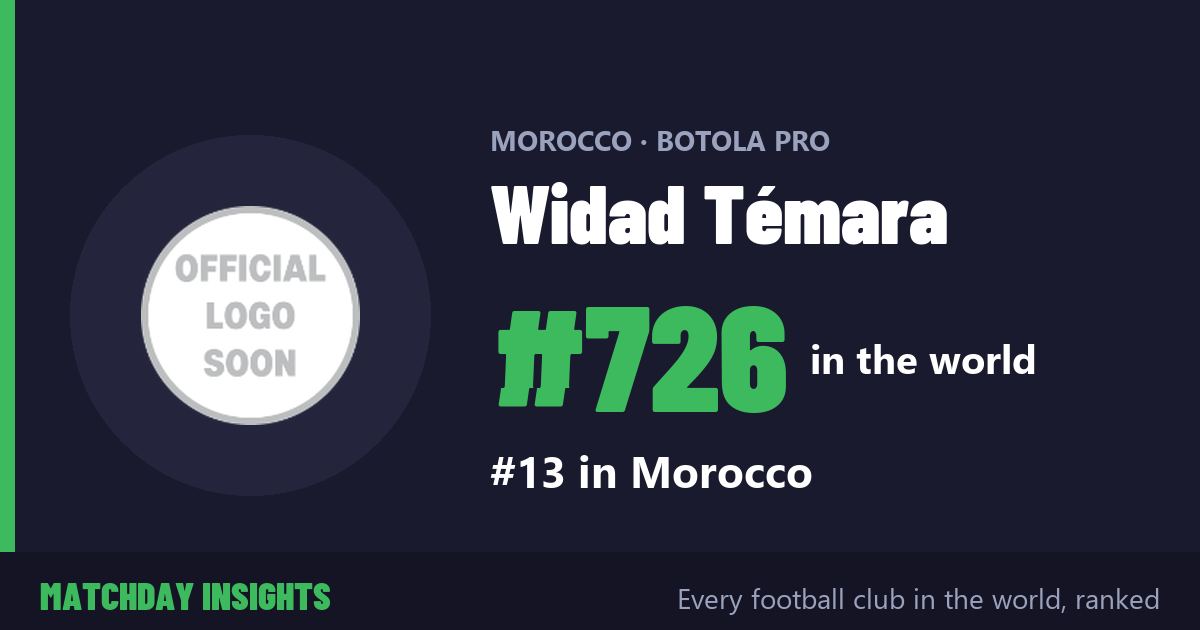 MOROCCO · BOTOLA PRO
Widad Témara
OFFICIAL
LOGO
SOON
#726 in the world
#13 in Morocco
MATCHDAY INSIGHTS
Every football club in the world, ranked